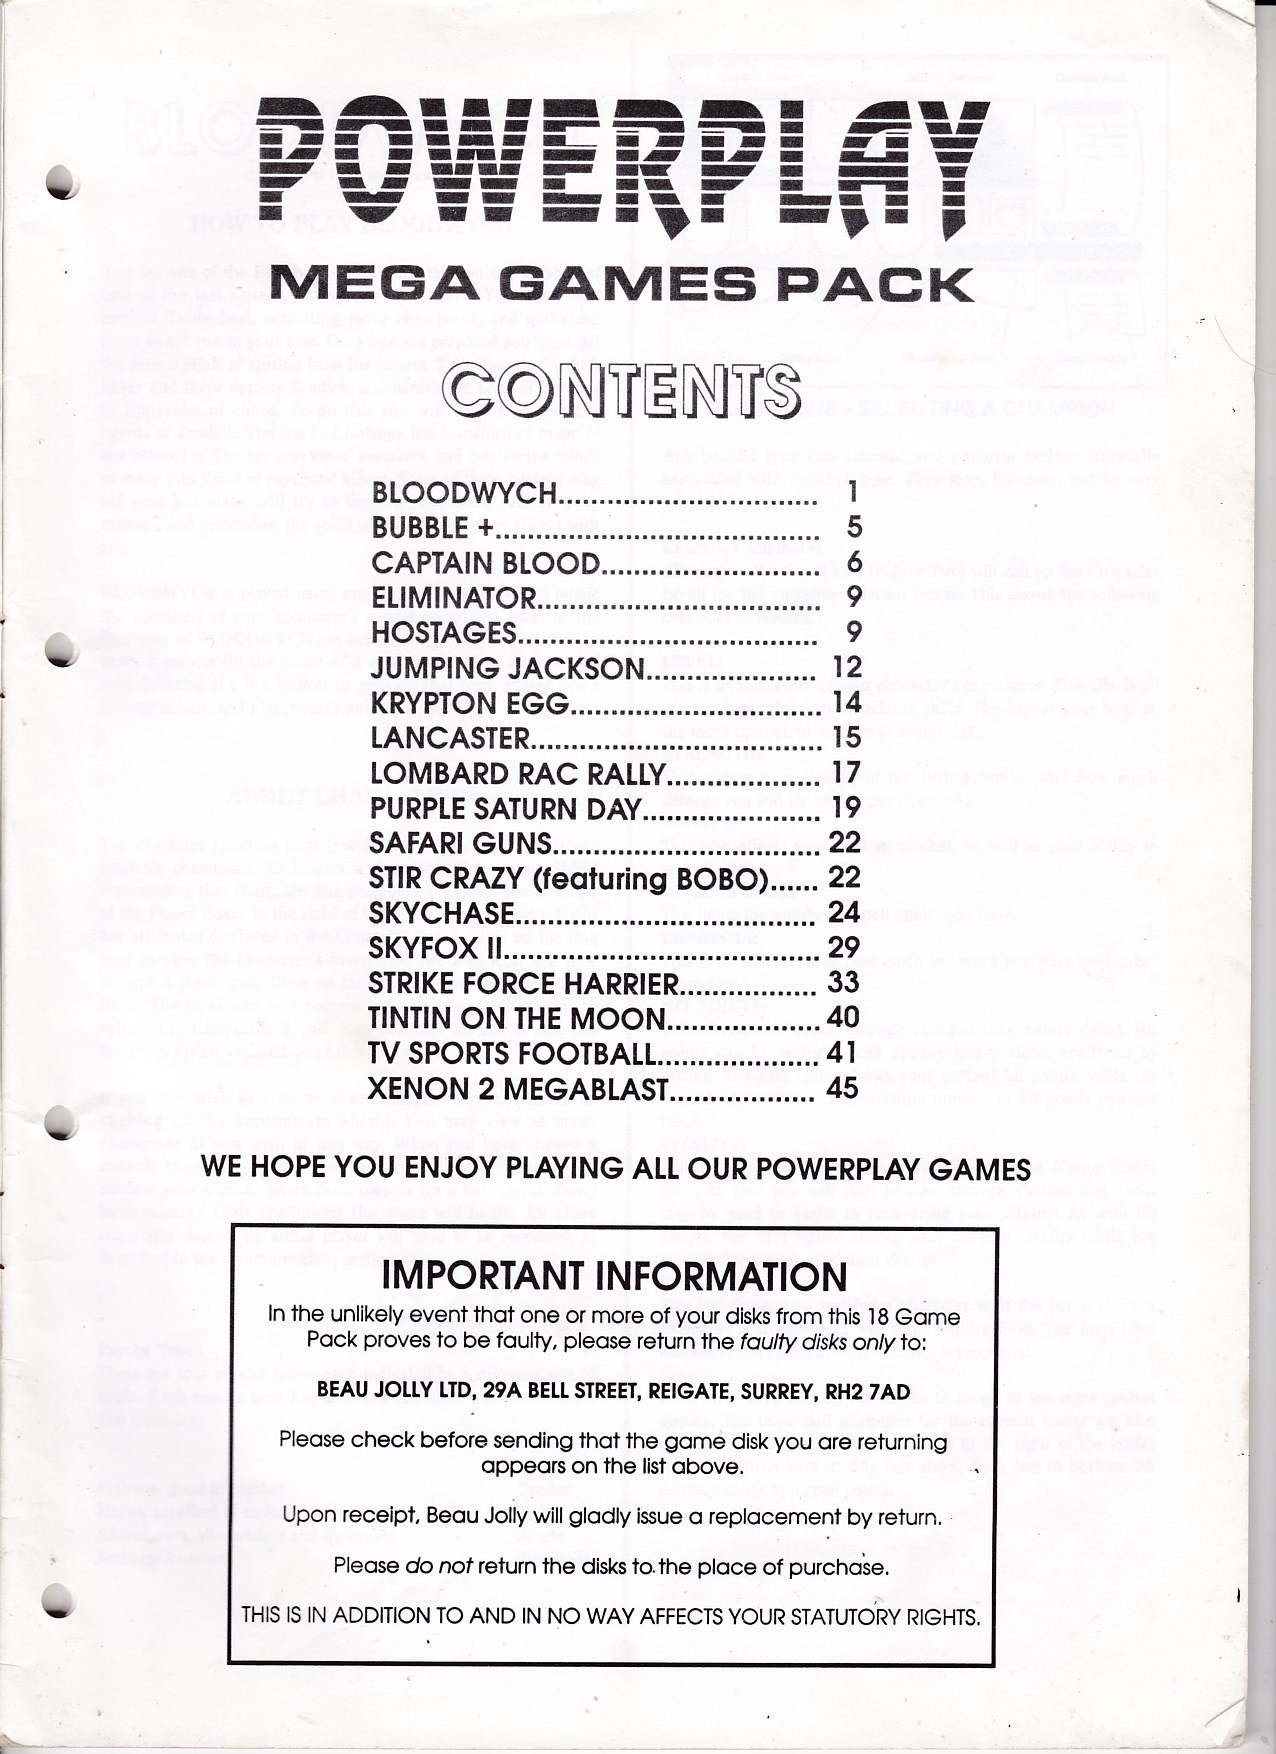 POWERPLAY
MEGA GAMES PACK
CONTENTS
BLOODWYCH................................ 1
BUBBLE +....................................... 5
CAPTAIN BLOOD........................... 6
ELIMINATOR................................... 9
HOSTAGES..................................... 9
JUMPING JACKSON..................... 12
KRYPTON EGG............................... 14
LANCASTER.................................... 15
LOMBARD RAC RALLY................... 17
PURPLE SATURN DAY...................... 19
SAFARI GUNS................................. 22
STIR CRAZY (featuring BOBO)...... 22
SKYCHASE..................................... 24
SKYFOX II....................................... 29
STRIKE FORCE HARRIER................. 33
TINTIN ON THE MOON................... 40
TV SPORTS FOOTBALL.................... 41
XENON 2 MEGABLAST.................. 45
WE HOPE YOU ENJOY PLAYING ALL OUR POWERPLAY GAMES
IMPORTANT INFORMATION
In the unlikely event that one or more of your disks from this 18 Game
Pack proves to be faulty, please return the faulty disks only to:
BEAU JOLLY LTD, 29A BELL STREET, REIGATE, SURREY, RH2 7AD
Please check before sending that the game disk you are returning
appears on the list above.
Upon receipt, Beau Jolly will gladly issue a replacement by return.
Please do not return the disks to the place of purchase.
THIS IS IN ADDITION TO AND IN NO WAY AFFECTS YOUR STATUTORY RIGHTS.